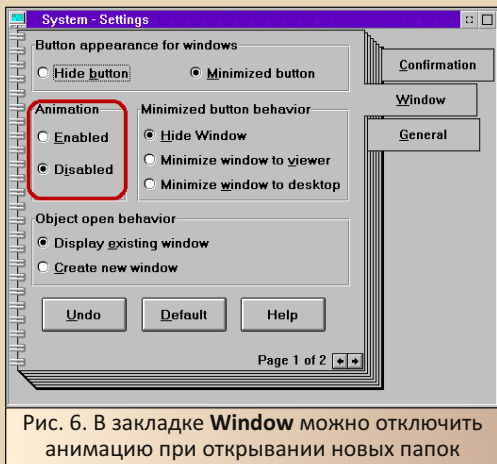 System - Settings
Button appearance for windows
Hide button
Minimized button
Confirmation
Window
General
Animation
Enabled
Disabled
Minimized button behavior
Hide Window
Minimize window to viewer
Minimize window to desktop
Object open behavior
Display existing window
Create new window
Undo
Default
Help
Page 1 of 2
Рис. 6. В закладке Window можно отключить
анимацию при открывании новых папок